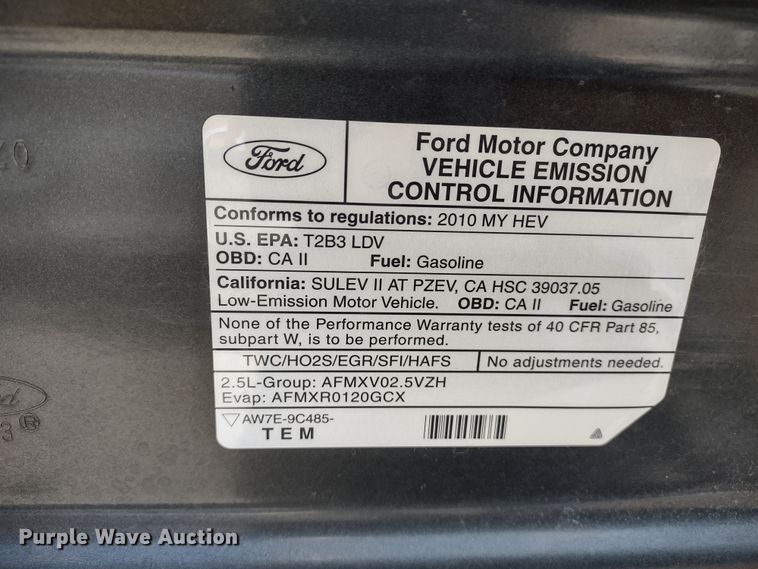 Ford
Ford Motor Company
VEHICLE EMISSION
CONTROL INFORMATION
Conforms to regulations: 2010 MY HEV
U.S. EPA: T2B3 LDV
OBD: CA II Fuel: Gasoline
California: SULEV II AT PZEV, CA HSC 39037.05
Low-Emission Motor Vehicle. OBD: CA II Fuel: Gasoline
None of the Performance Warranty tests of 40 CFR Part 85,
subpart W, is to be performed.
TWC/HO2S/EGR/SFI/HAFS No adjustments needed.
2.5L-Group: AFMXV02.5VZH
Evap: AFMXR0120GCX
AW7E-9C485-
TEM
Ford
Purple Wave Auction